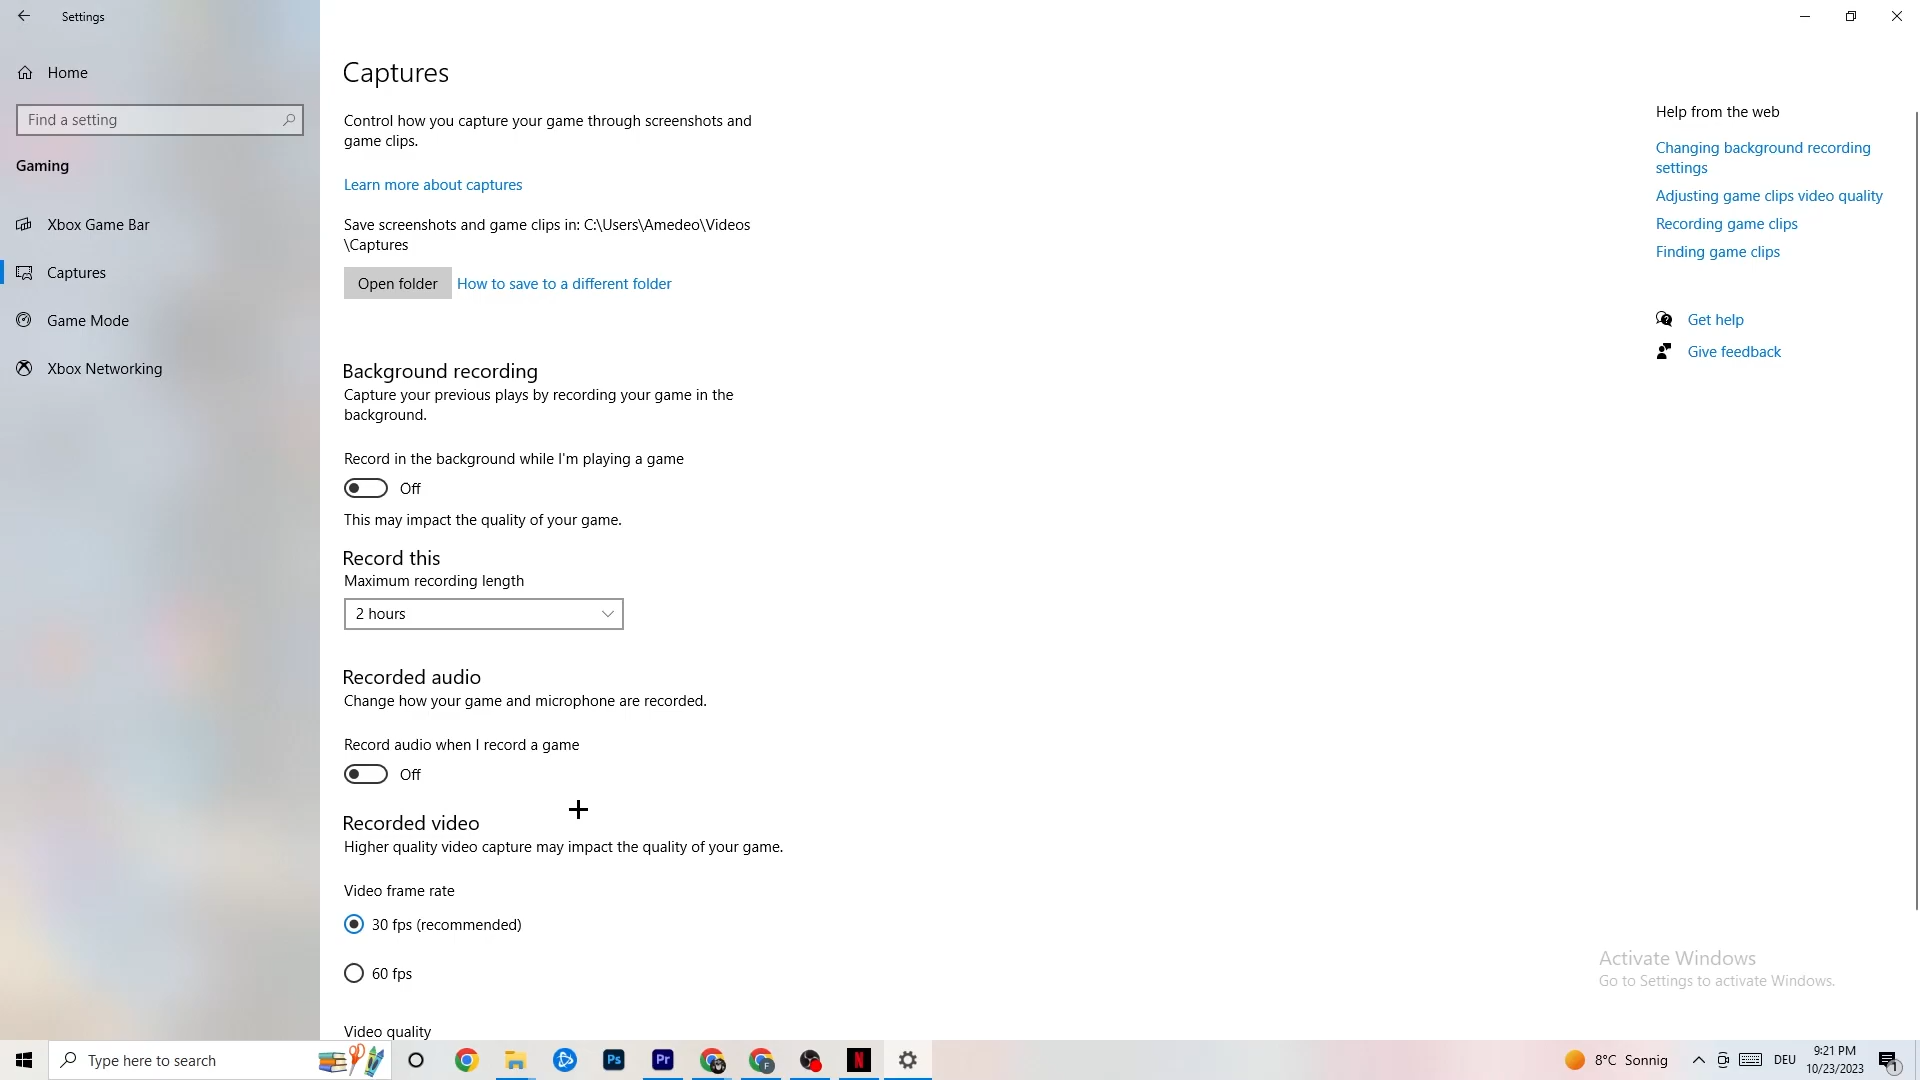 Settings
Home
Find a setting
Gaming
Xbox Game Bar
Captures
Game Mode
Xbox Networking
Captures
Control how you capture your game through screenshots and
game clips.
Learn more about captures
Save screenshots and game clips in: C:\Users\Amedeo\Videos
\Captures
Open folder
How to save to a different folder
Background recording
Capture your previous plays by recording your game in the
background.
Record in the background while I'm playing a game
Off
This may impact the quality of your game.
Record this
Maximum recording length
2 hours
Recorded audio
Change how your game and microphone are recorded.
Record audio when I record a game
Off
Recorded video
Higher quality video capture may impact the quality of your game.
Video frame rate
30 fps (recommended)
60 fps
Video quality
Help from the web
Changing background recording
settings
Adjusting game clips video quality
Recording game clips
Finding game clips
Get help
Give feedback
Activate Windows
Go to Settings to activate Windows.
Type here to search
Ps
Pr
F
N
8°C Sonnig
DEU
9:21 PM
10/23/2023
1